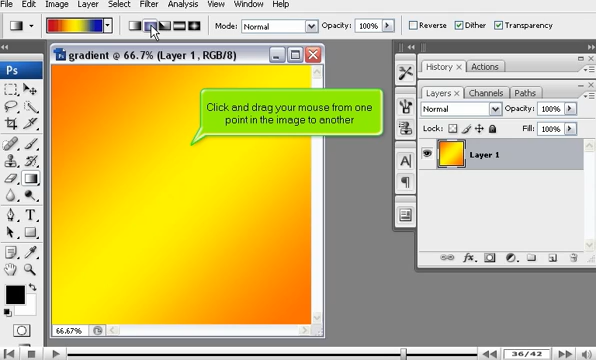 File Edit Image Layer Select Filter Analysis View Window Help
Mode: Normal Opacity: 100% Reverse Dither Transparency
Ps
gradient @ 66.7% (Layer 1, RGB/8)
Click and drag your mouse from one
point in the image to another
66.67%
History × Actions
Layers × Channels Paths
Normal Opacity: 100%
Lock: Fill: 100%
Layer 1
36/42